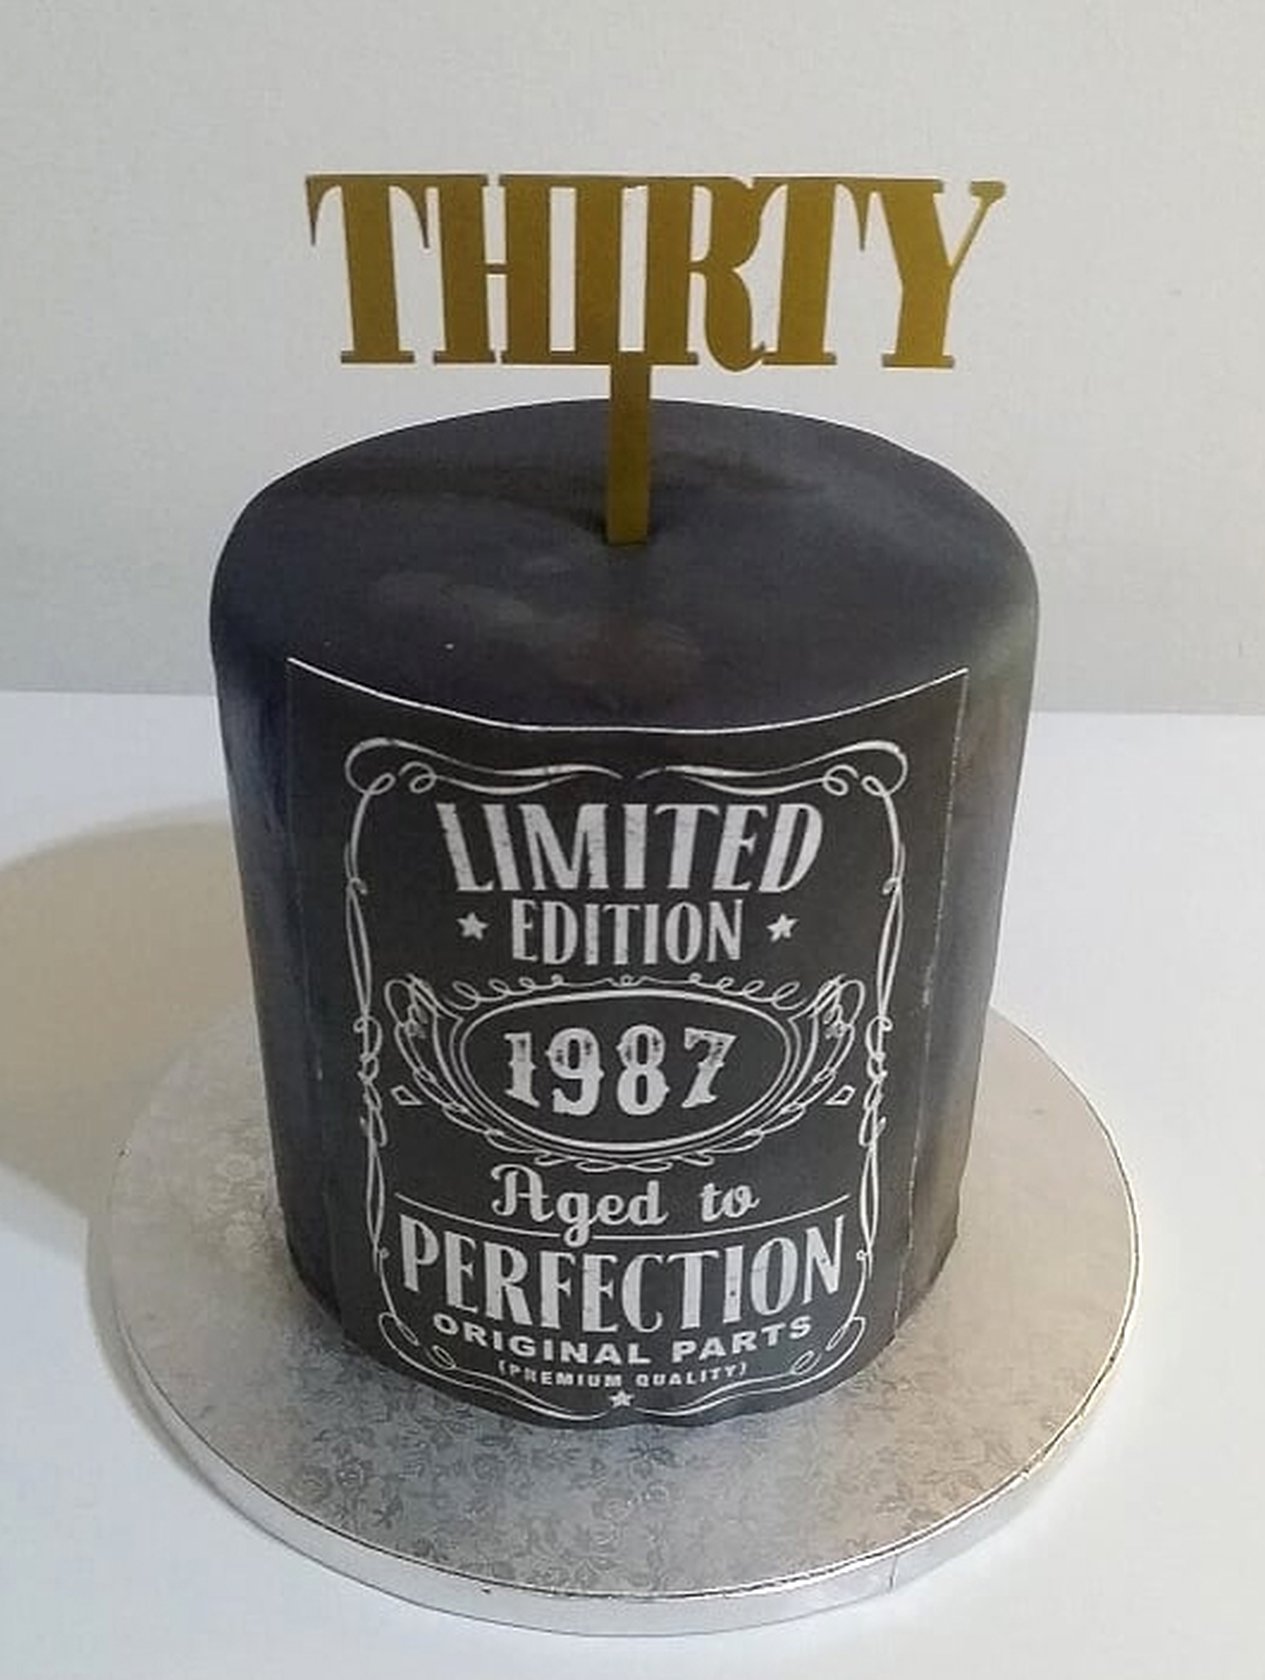 THIRTY
LIMITED
EDITION
1987
Aged to
PERFECTION
ORIGINAL PARTS
(PREMIUM QUALITY)